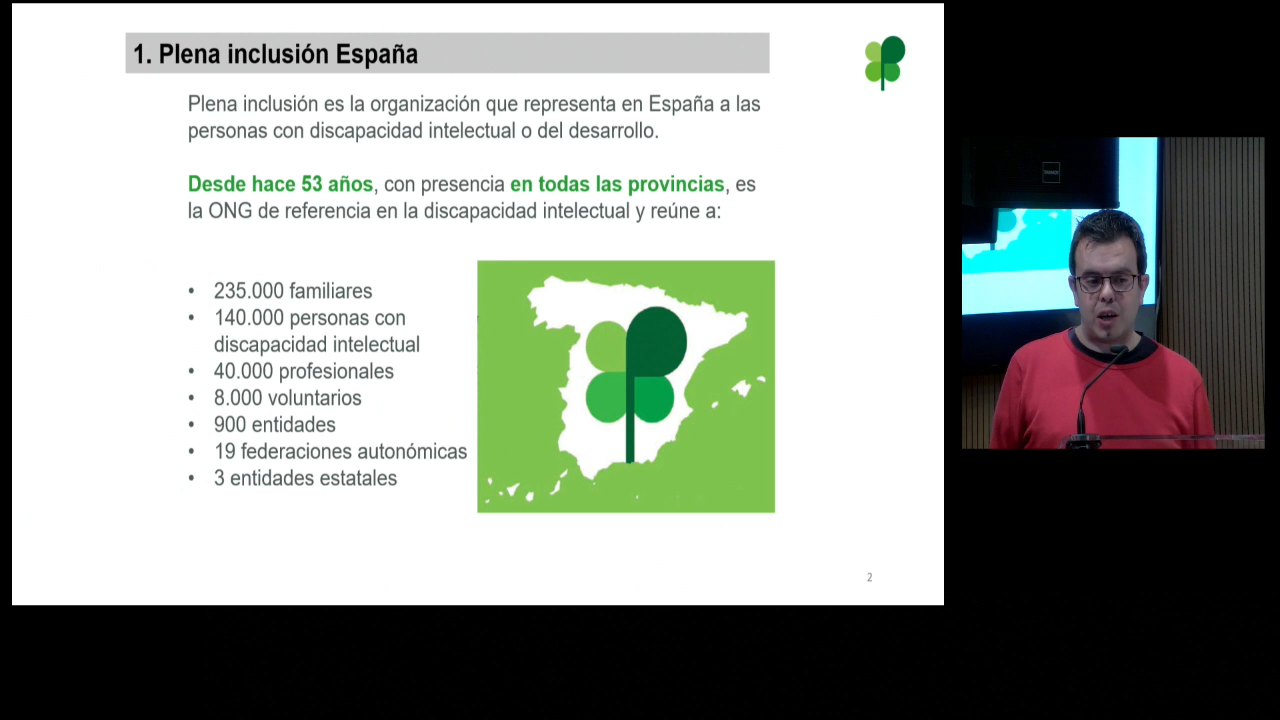 1. Plena inclusión España
Plena inclusión es la organización que representa en España a las
personas con discapacidad intelectual o del desarrollo.
Desde hace 53 años, con presencia en todas las provincias, es
la ONG de referencia en la discapacidad intelectual y reúne a:
• 235.000 familiares
• 140.000 personas con
discapacidad intelectual
• 40.000 profesionales
• 8.000 voluntarios
• 900 entidades
• 19 federaciones autonómicas
• 3 entidades estatales
2